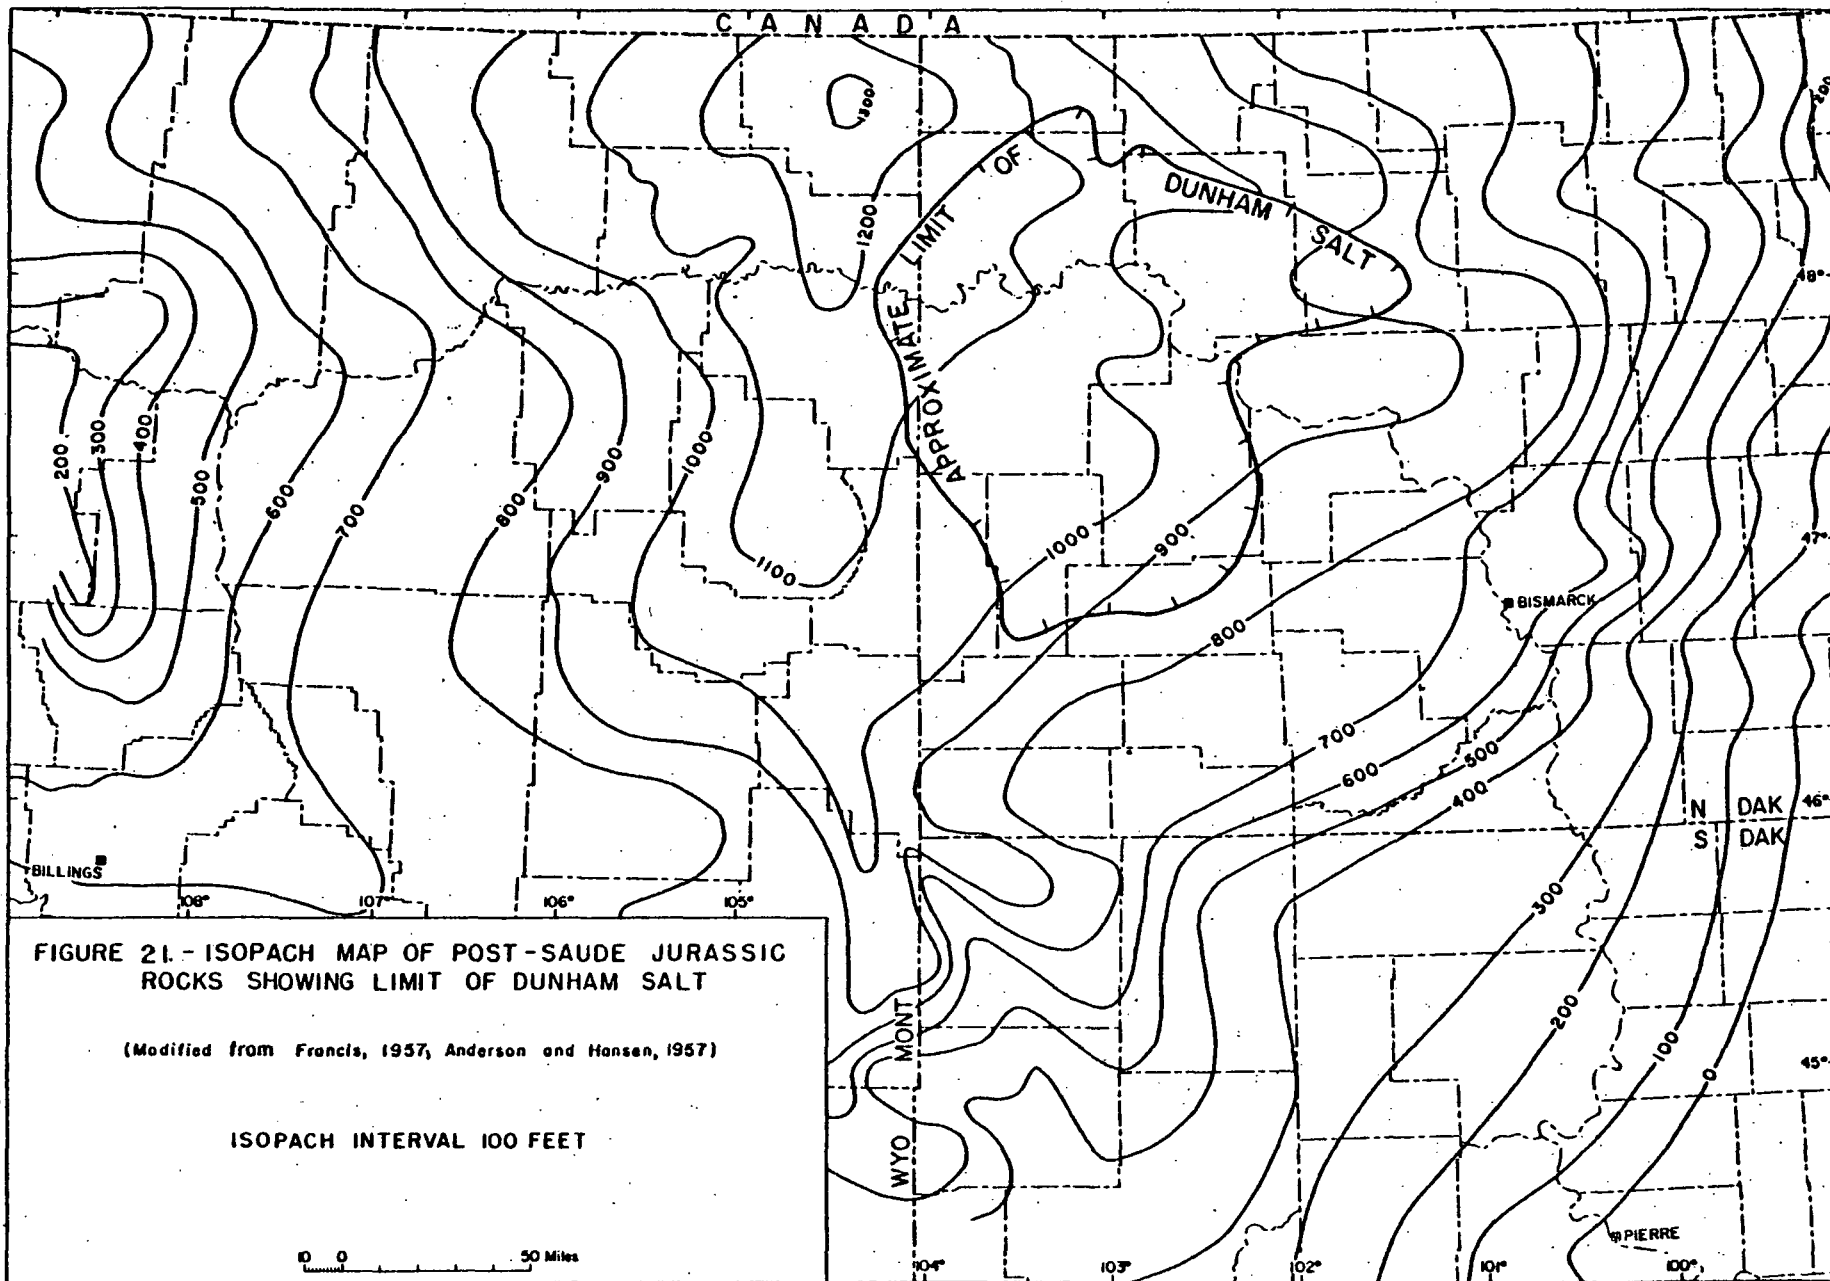 CANADA
200
1300
1200
APPROXIMATE LIMIT OF DUNHAM SALT
48°
200
300
400
500
600
700
800
900
1000
1100
1000
900
47°
BISMARCK
800
700
600
500
400
N DAK
S DAK
46°
BILLINGS
108°
107°
106°
105°
300
200
100
0
45°
MONT
WYO
PIERRE
104°
103°
102°
101°
100°
FIGURE 21.- ISOPACH MAP OF POST-SAUDE JURASSIC
ROCKS SHOWING LIMIT OF DUNHAM SALT
(Modified from Francis, 1957, Anderson and Hansen, 1957)
ISOPACH INTERVAL 100 FEET
10 0 50 Miles